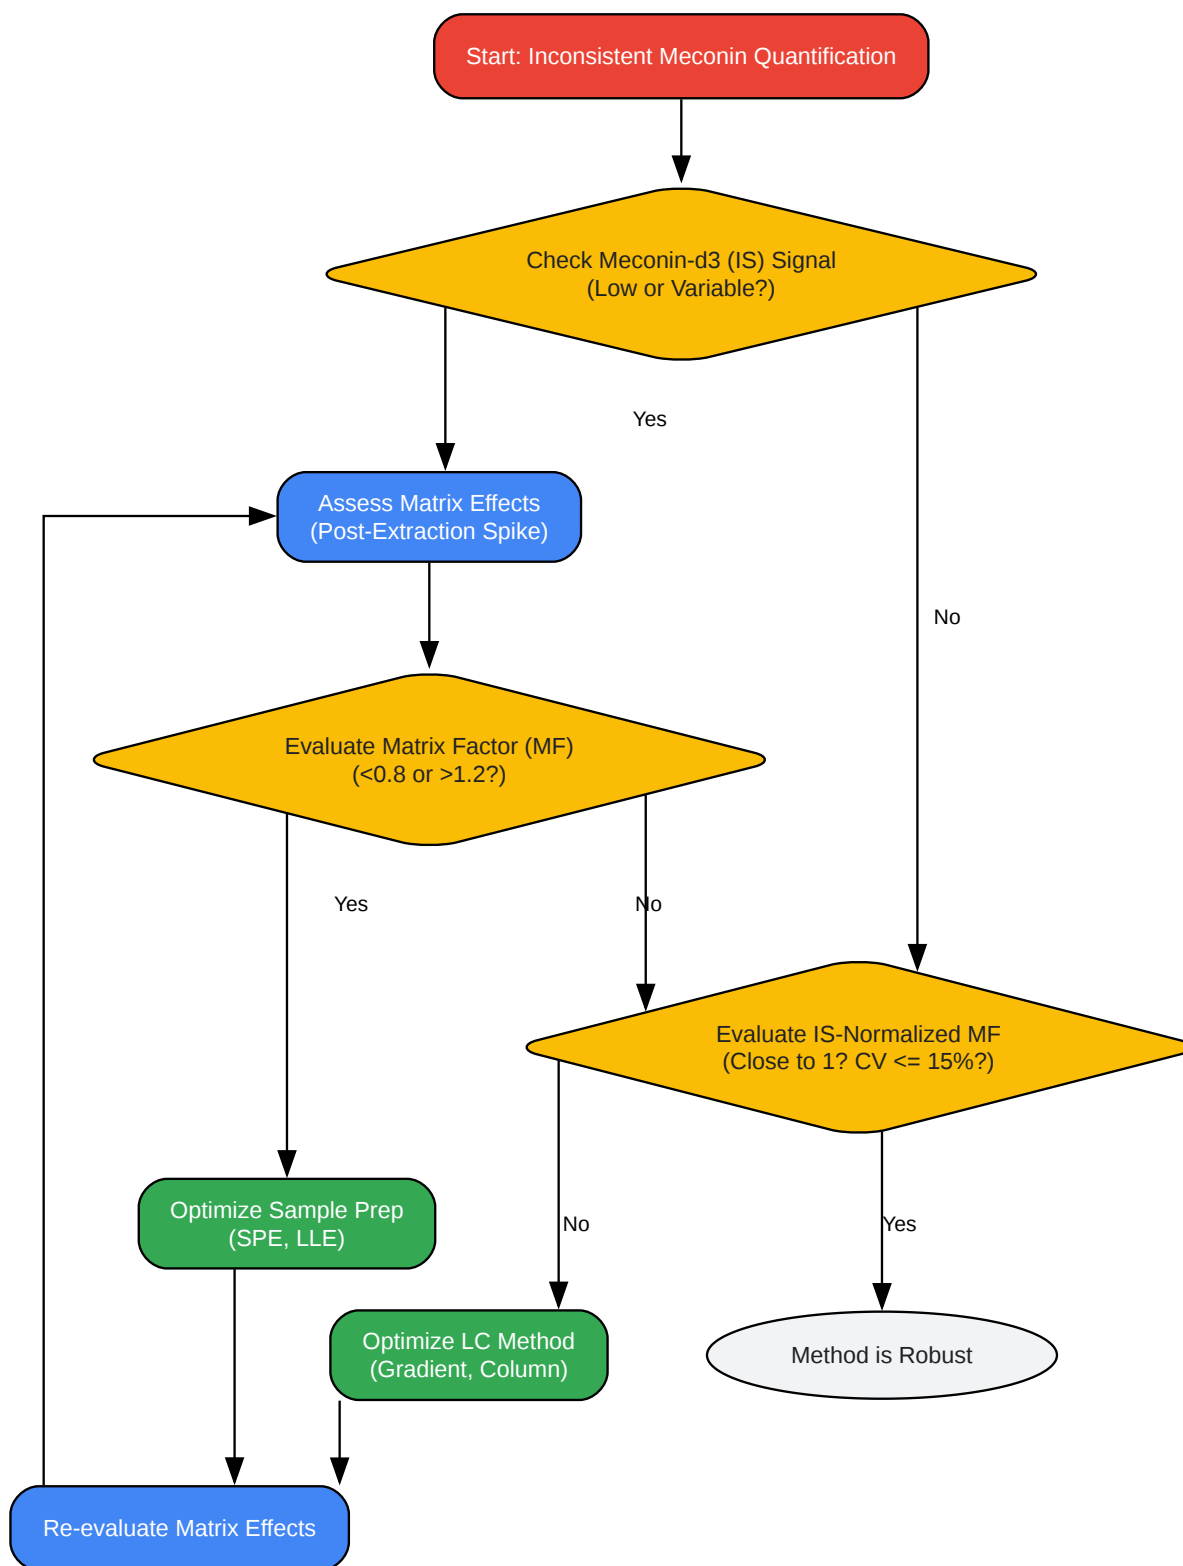 Start: Inconsistent Meconin Quantification
Check Meconin-d3 (IS) Signal
(Low or Variable?)
Yes
Assess Matrix Effects
(Post-Extraction Spike)
No
Evaluate Matrix Factor (MF)
(<0.8 or >1.2?)
Yes
No
Evaluate IS-Normalized MF
(Close to 1? CV <= 15%?)
Optimize Sample Prep
(SPE, LLE)
No
Yes
Optimize LC Method
(Gradient, Column)
Method is Robust
Re-evaluate Matrix Effects